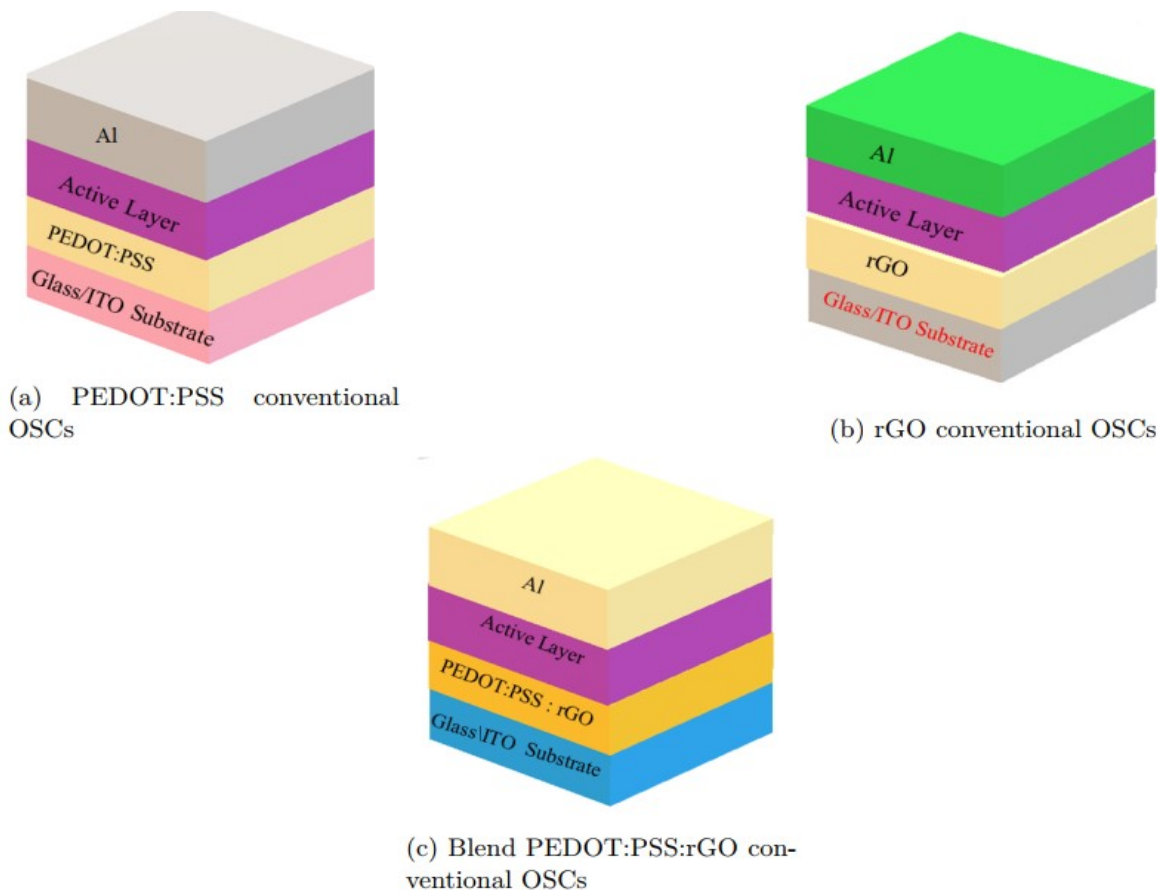 Al
Active Layer
PEDOT:PSS
Glass/ITO Substrate
(a) PEDOT:PSS conventional
OSCs
Al
Active Layer
rGO
Glass/ITO Substrate
(b) rGO conventional OSCs
Al
Active Layer
PEDOT:PSS : rGO
Glass\ITO Substrate
(c) Blend PEDOT:PSS:rGO con-
ventional OSCs